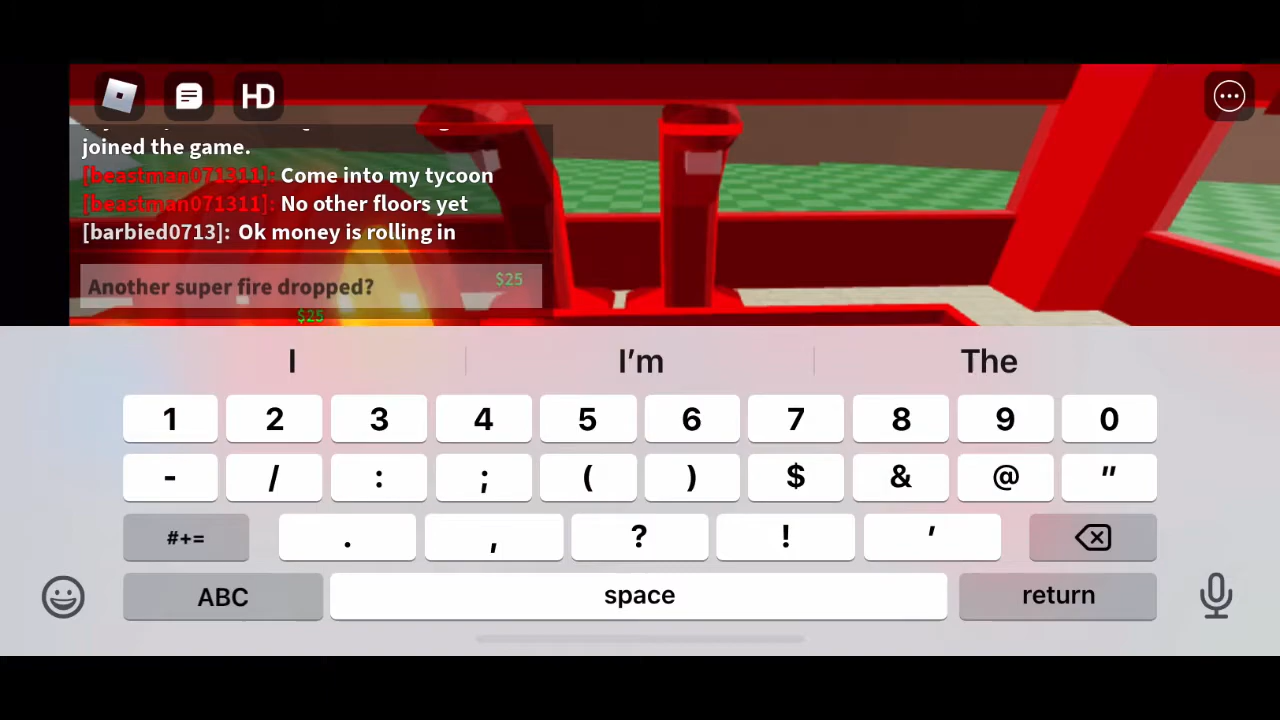 HD
joined the game.
[beastman071311]: Come into my tycoon
[beastman071311]: No other floors yet
[barbied0713]: Ok money is rolling in
Another super fire dropped?
$25
$25
I I’m The
1 2 3 4 5 6 7 8 9 0
- / : ; ( ) $ & @ "
#+= . , ? ! ’
ABC space return